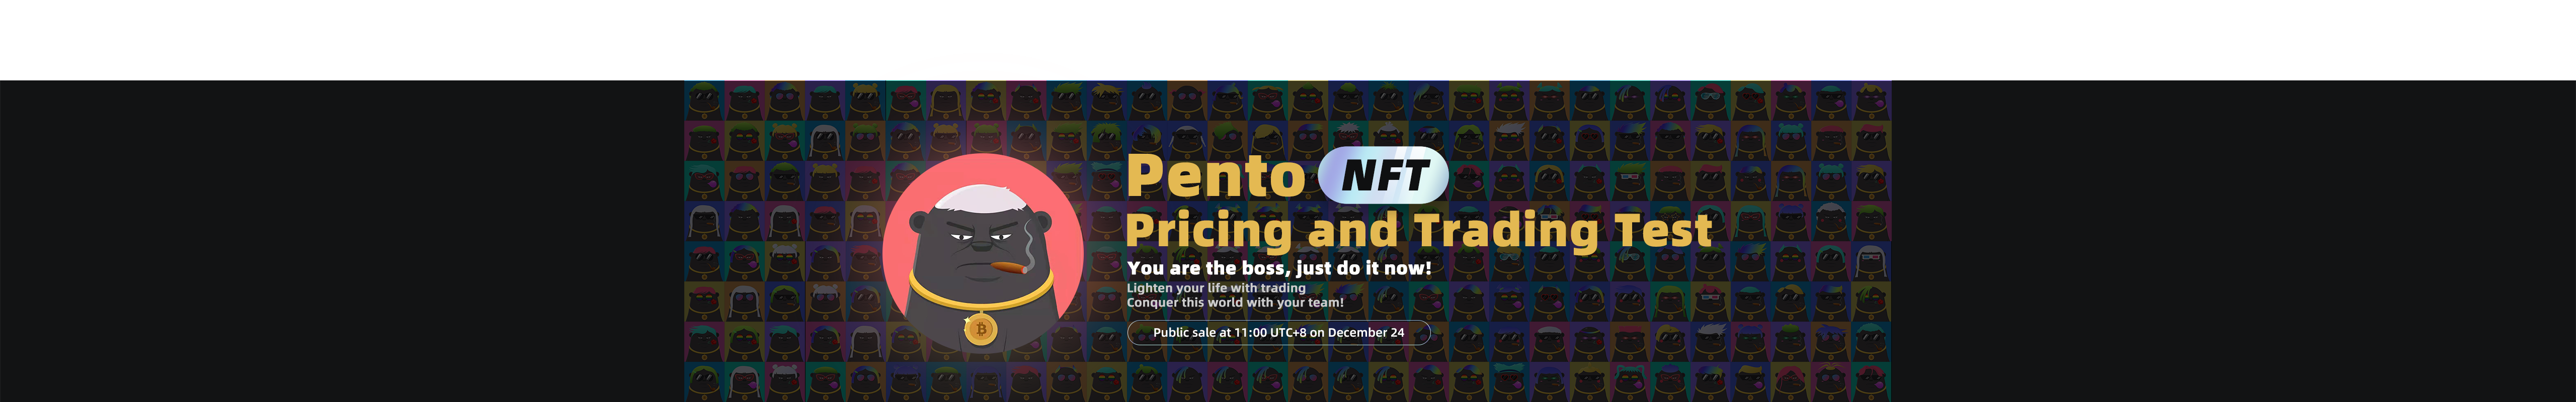 Pento NFT
Pricing and Trading Test
You are the boss, just do it now!
Lighten your life with trading
Conquer this world with your team!
Public sale at 11:00 UTC+8 on December 24